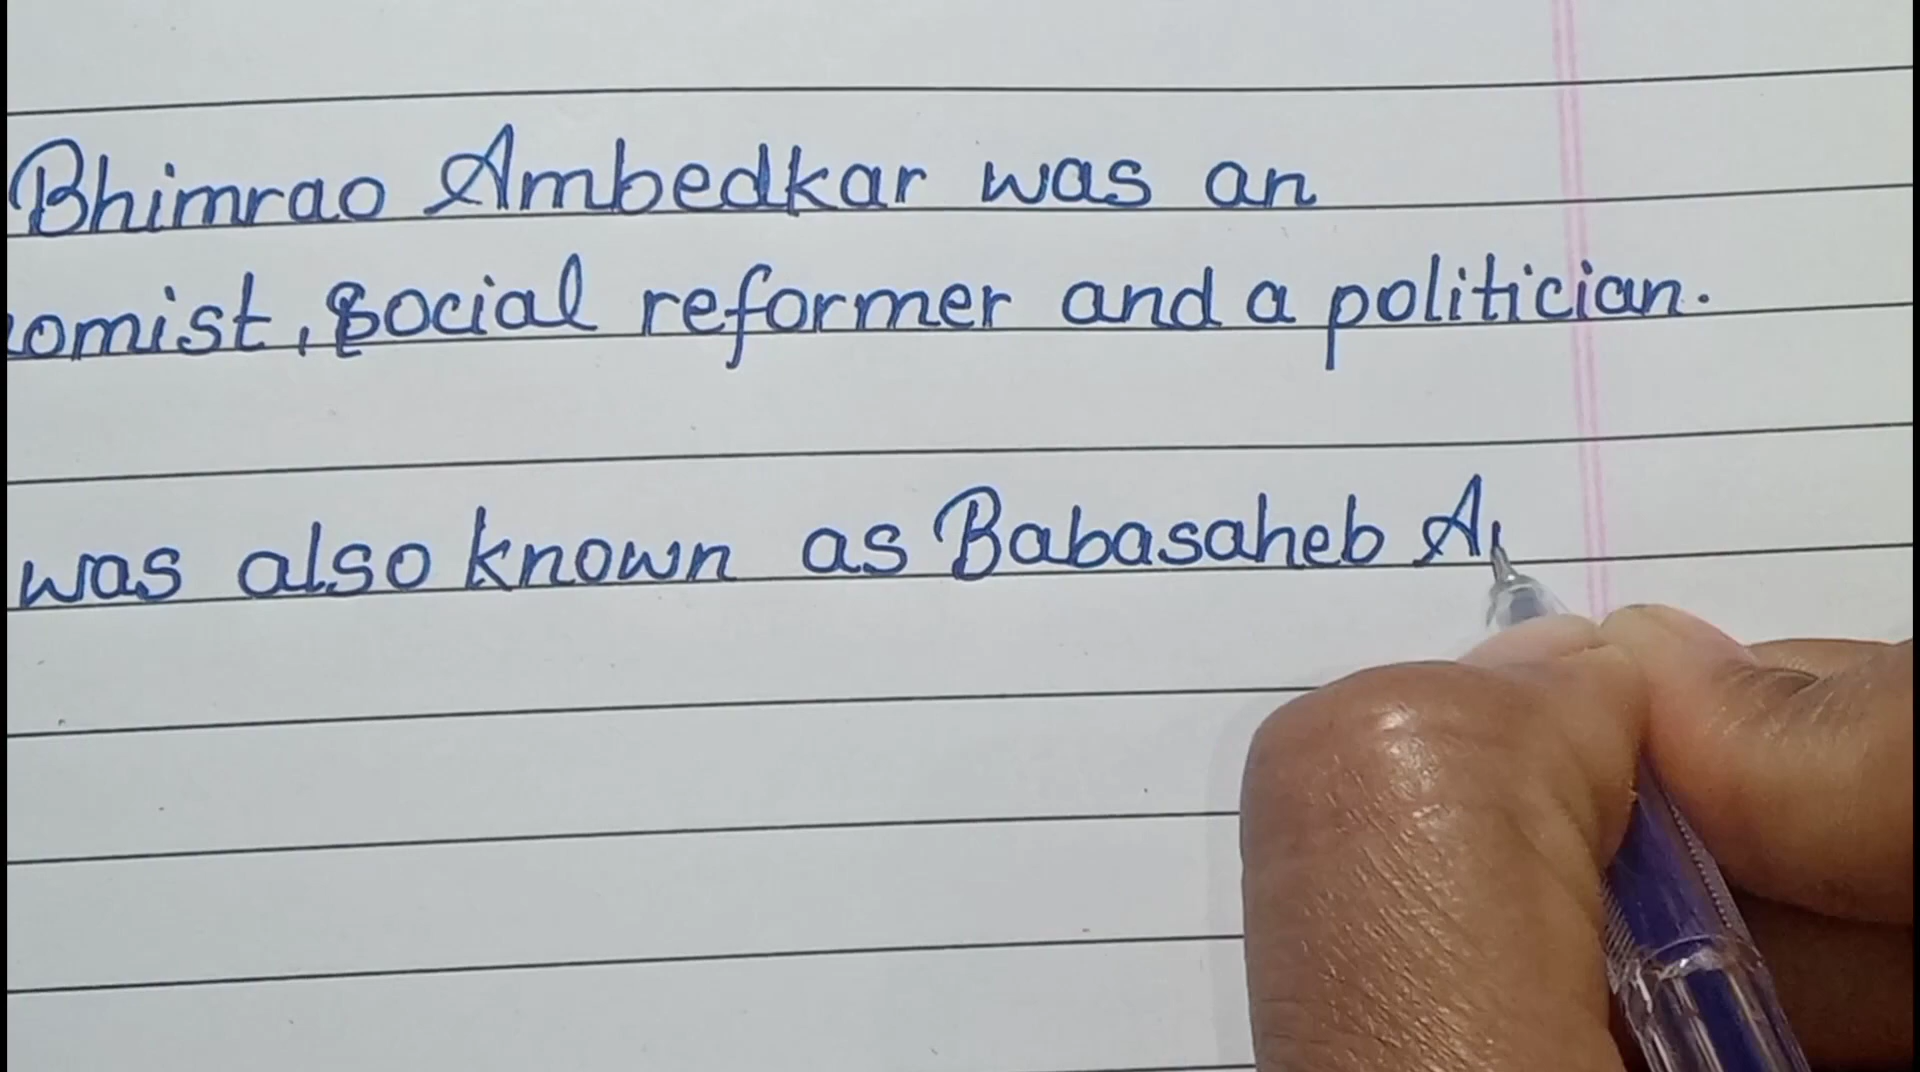 Bhimrao Ambedkar was an
omist, social reformer and a politician.
was also known as Babasaheb A